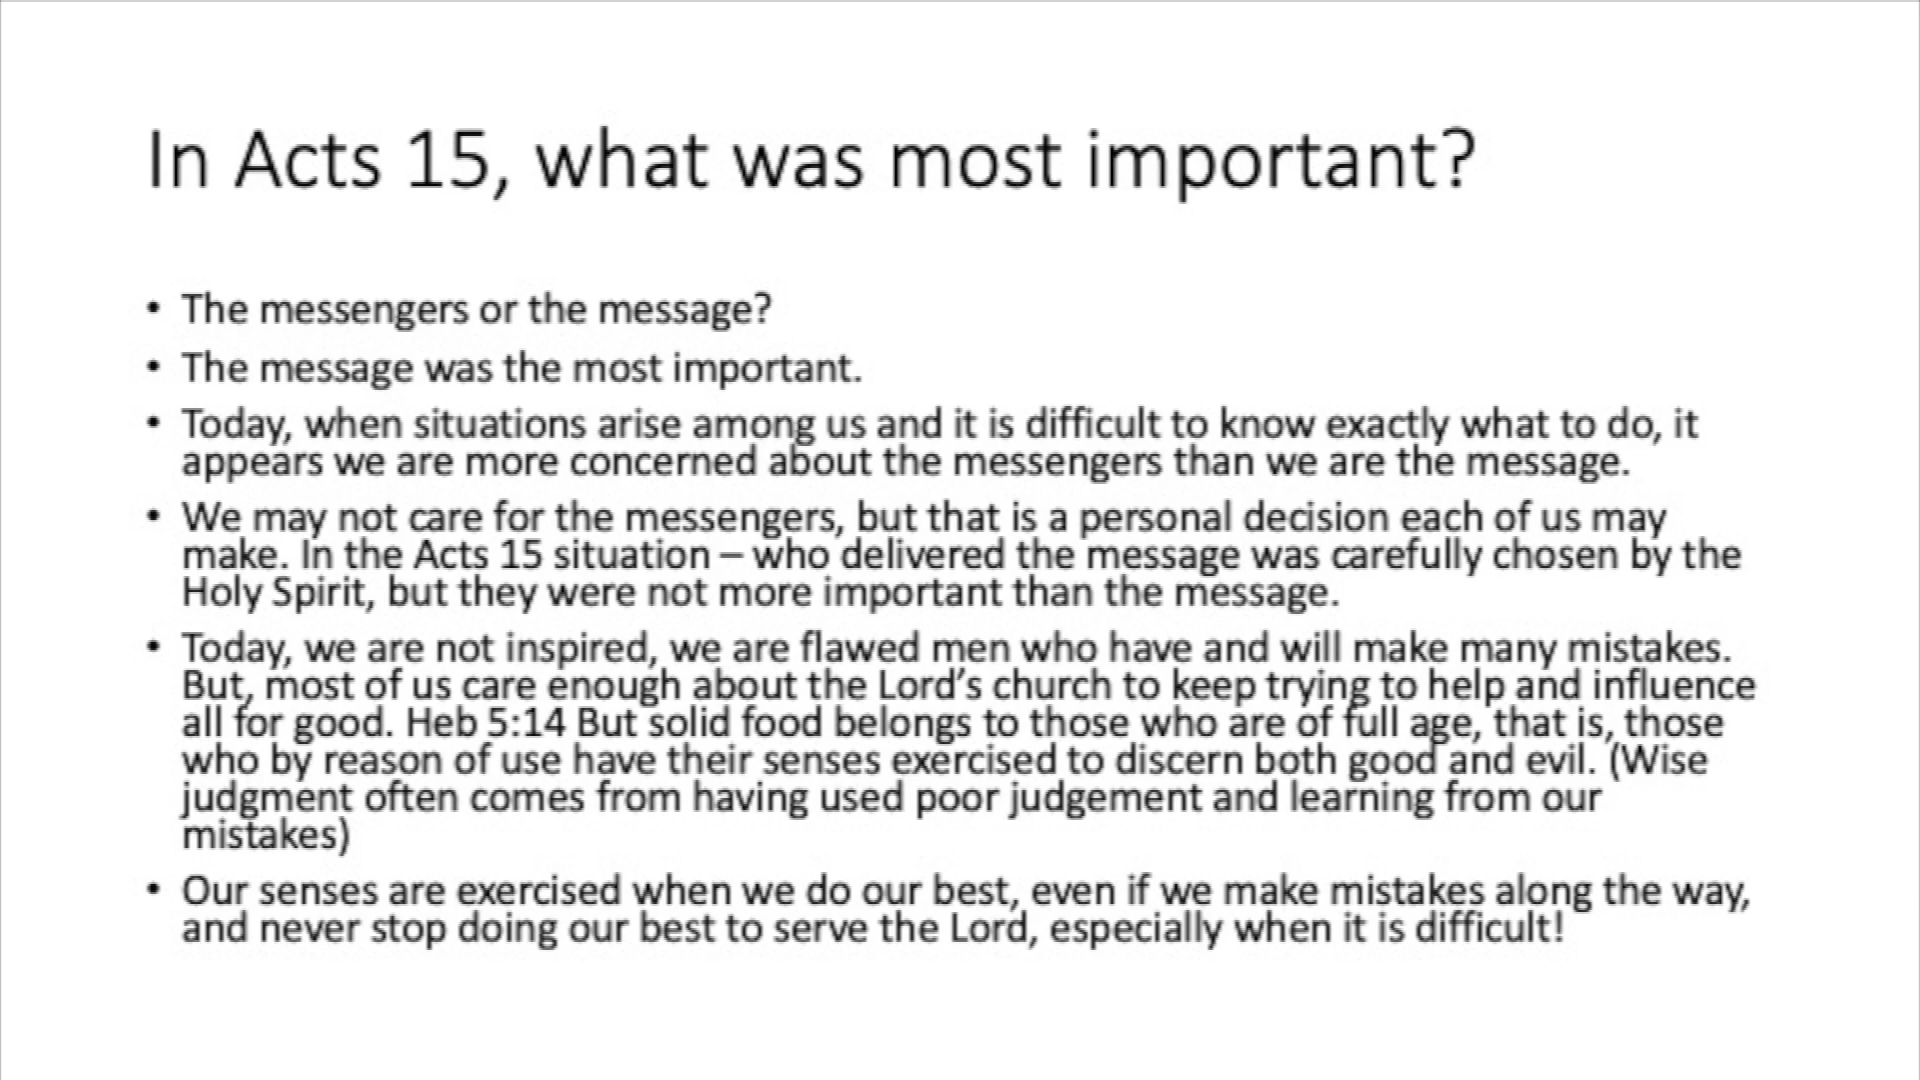 In Acts 15, what was most important?
• The messengers or the message?
• The message was the most important.
• Today, when situations arise among us and it is difficult to know exactly what to do, it
appears we are more concerned about the messengers than we are the message.
• We may not care for the messengers, but that is a personal decision each of us may
make. In the Acts 15 situation – who delivered the message was carefully chosen by the
Holy Spirit, but they were not more important than the message.
• Today, we are not inspired, we are flawed men who have and will make many mistakes.
But, most of us care enough about the Lord’s church to keep trying to help and influence
all for good. Heb 5:14 But solid food belongs to those who are of full age, that is, those
who by reason of use have their senses exercised to discern both good and evil. (Wise
judgment often comes from having used poor judgement and learning from our
mistakes)
• Our senses are exercised when we do our best, even if we make mistakes along the way,
and never stop doing our best to serve the Lord, especially when it is difficult!